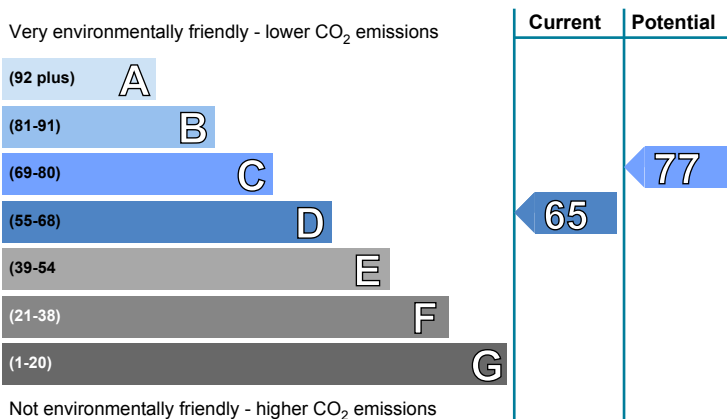 Current Potential
Very environmentally friendly - lower CO2 emissions
(92 plus) A
(81-91) B
(69-80) C
77
(55-68) D
65
(39-54 E
(21-38) F
(1-20) G
Not environmentally friendly - higher CO2 emissions